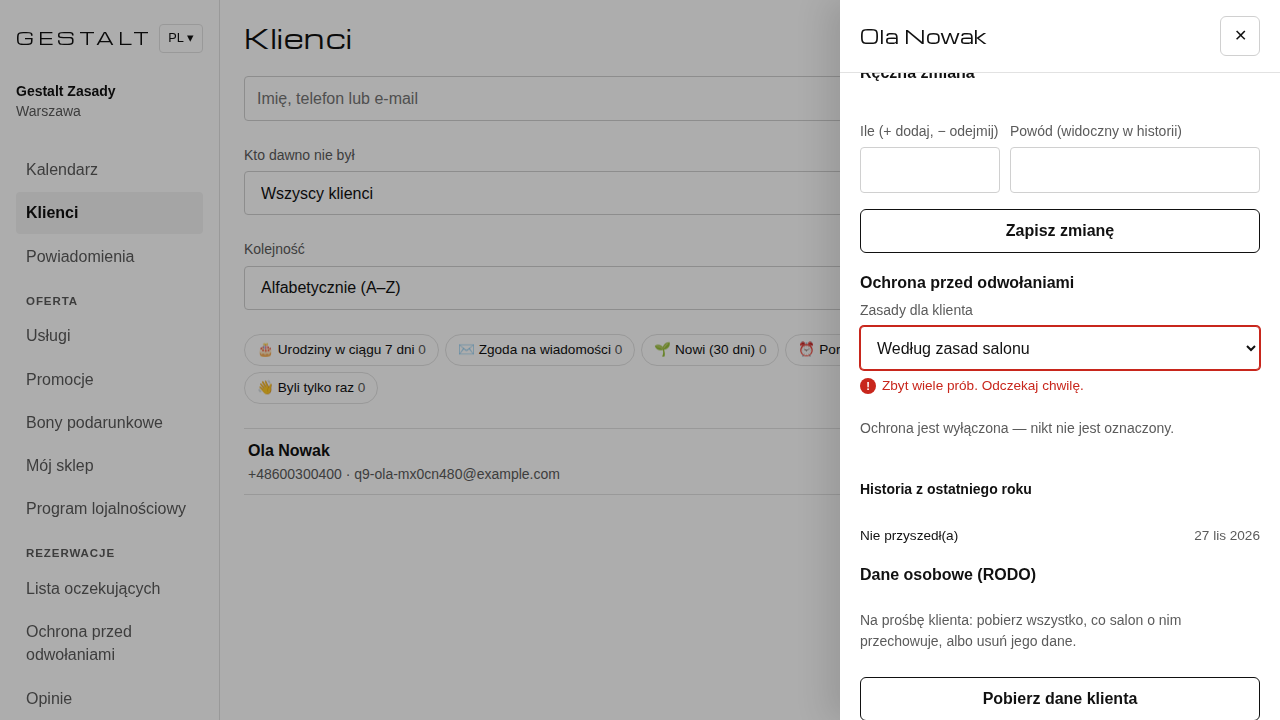 GESTALT
PL ▾
Gestalt Zasady
Warszawa
Kalendarz
Klienci
Powiadomienia
OFERTA
Usługi
Promocje
Bony podarunkowe
Mój sklep
Program lojalnościowy
REZERWACJE
Lista oczekujących
Ochrona przed
odwołaniami
Opinie
Klienci
Imię, telefon lub e-mail
Kto dawno nie był
Wszyscy klienci
Kolejność
Alfabetycznie (A–Z)
🎂 Urodziny w ciągu 7 dni 0
✉️ Zgoda na wiadomości 0
🌱 Nowi (30 dni) 0
⏰ Por
👋 Byli tylko raz 0
Ola Nowak
+48600300400 · q9-ola-mx0cn480@example.com
Ola Nowak
✕
Ręczna zmiana
Ile (+ dodaj, − odejmij)
Powód (widoczny w historii)
Zapisz zmianę
Ochrona przed odwołaniami
Zasady dla klienta
Według zasad salonu
! Zbyt wiele prób. Odczekaj chwilę.
Ochrona jest wyłączona — nikt nie jest oznaczony.
Historia z ostatniego roku
Nie przyszedł(a)
27 lis 2026
Dane osobowe (RODO)
Na prośbę klienta: pobierz wszystko, co salon o nim
przechowuje, albo usuń jego dane.
Pobierz dane klienta